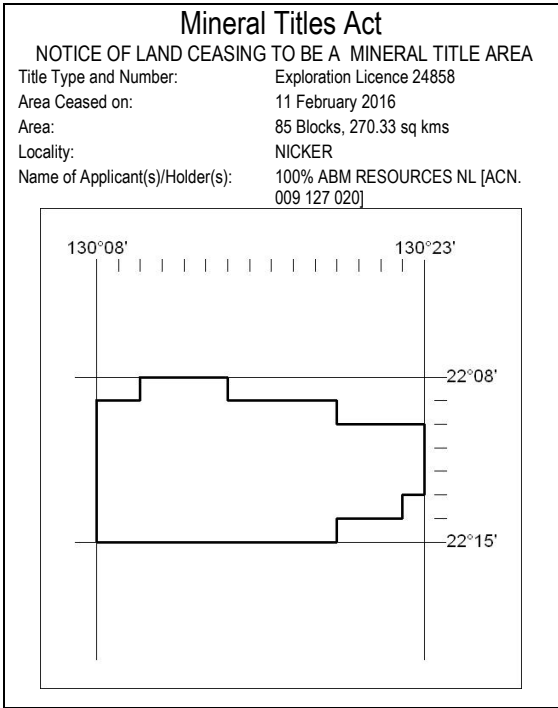 Mineral Titles Act
NOTICE OF LAND CEASING TO BE A MINERAL TITLE AREA
Title Type and Number: Exploration Licence 24858
Area Ceased on: 11 February 2016
Area: 85 Blocks, 270.33 sq kms
Locality: NICKER
Name of Applicant(s)/Holder(s): 100% ABM RESOURCES NL [ACN.
009 127 020]
130°08' 130°23'
22°08'
22°15'